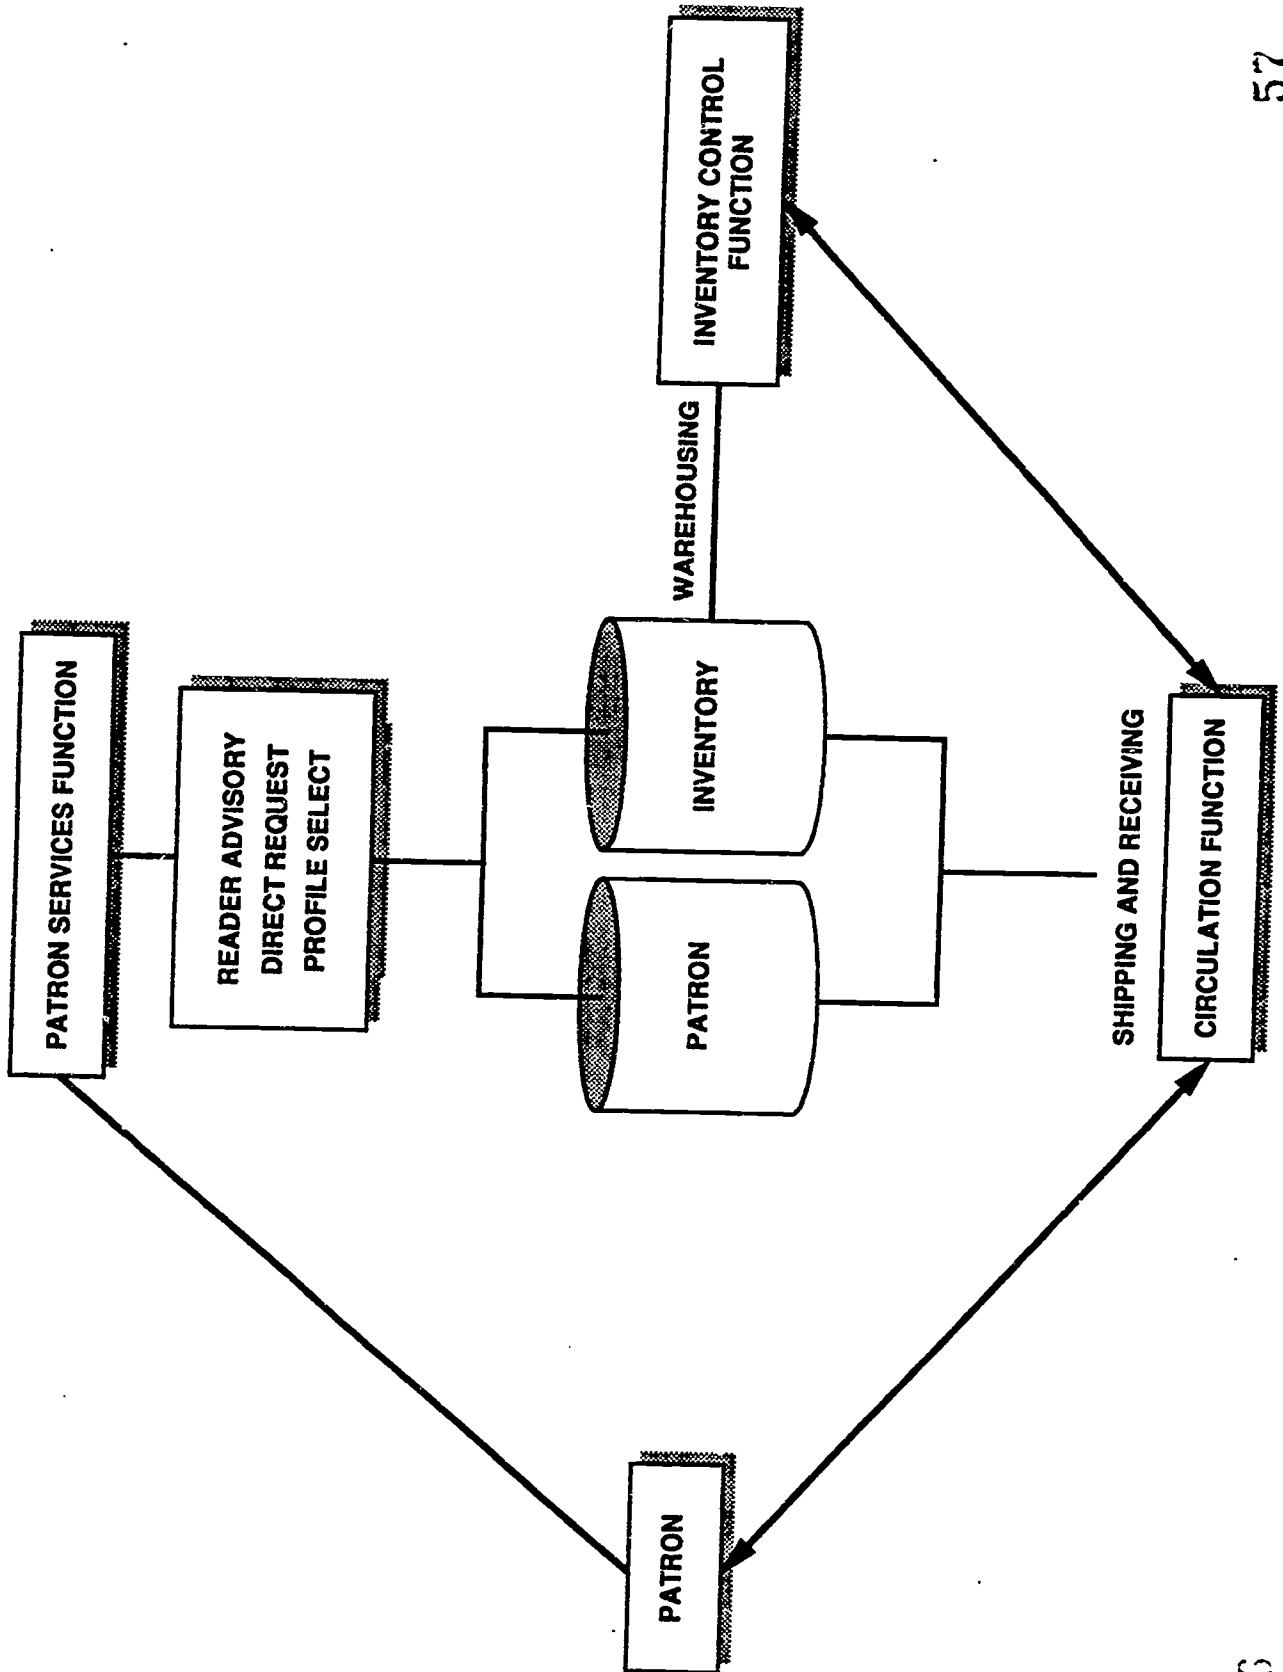 PATRON SERVICES FUNCTION
READER ADVISORY
DIRECT REQUEST
PROFILE SELECT
PATRON
PATRON
INVENTORY
WAREHOUSING
INVENTORY CONTROL
FUNCTION
SHIPPING AND RECEIVING
CIRCULATION FUNCTION
57